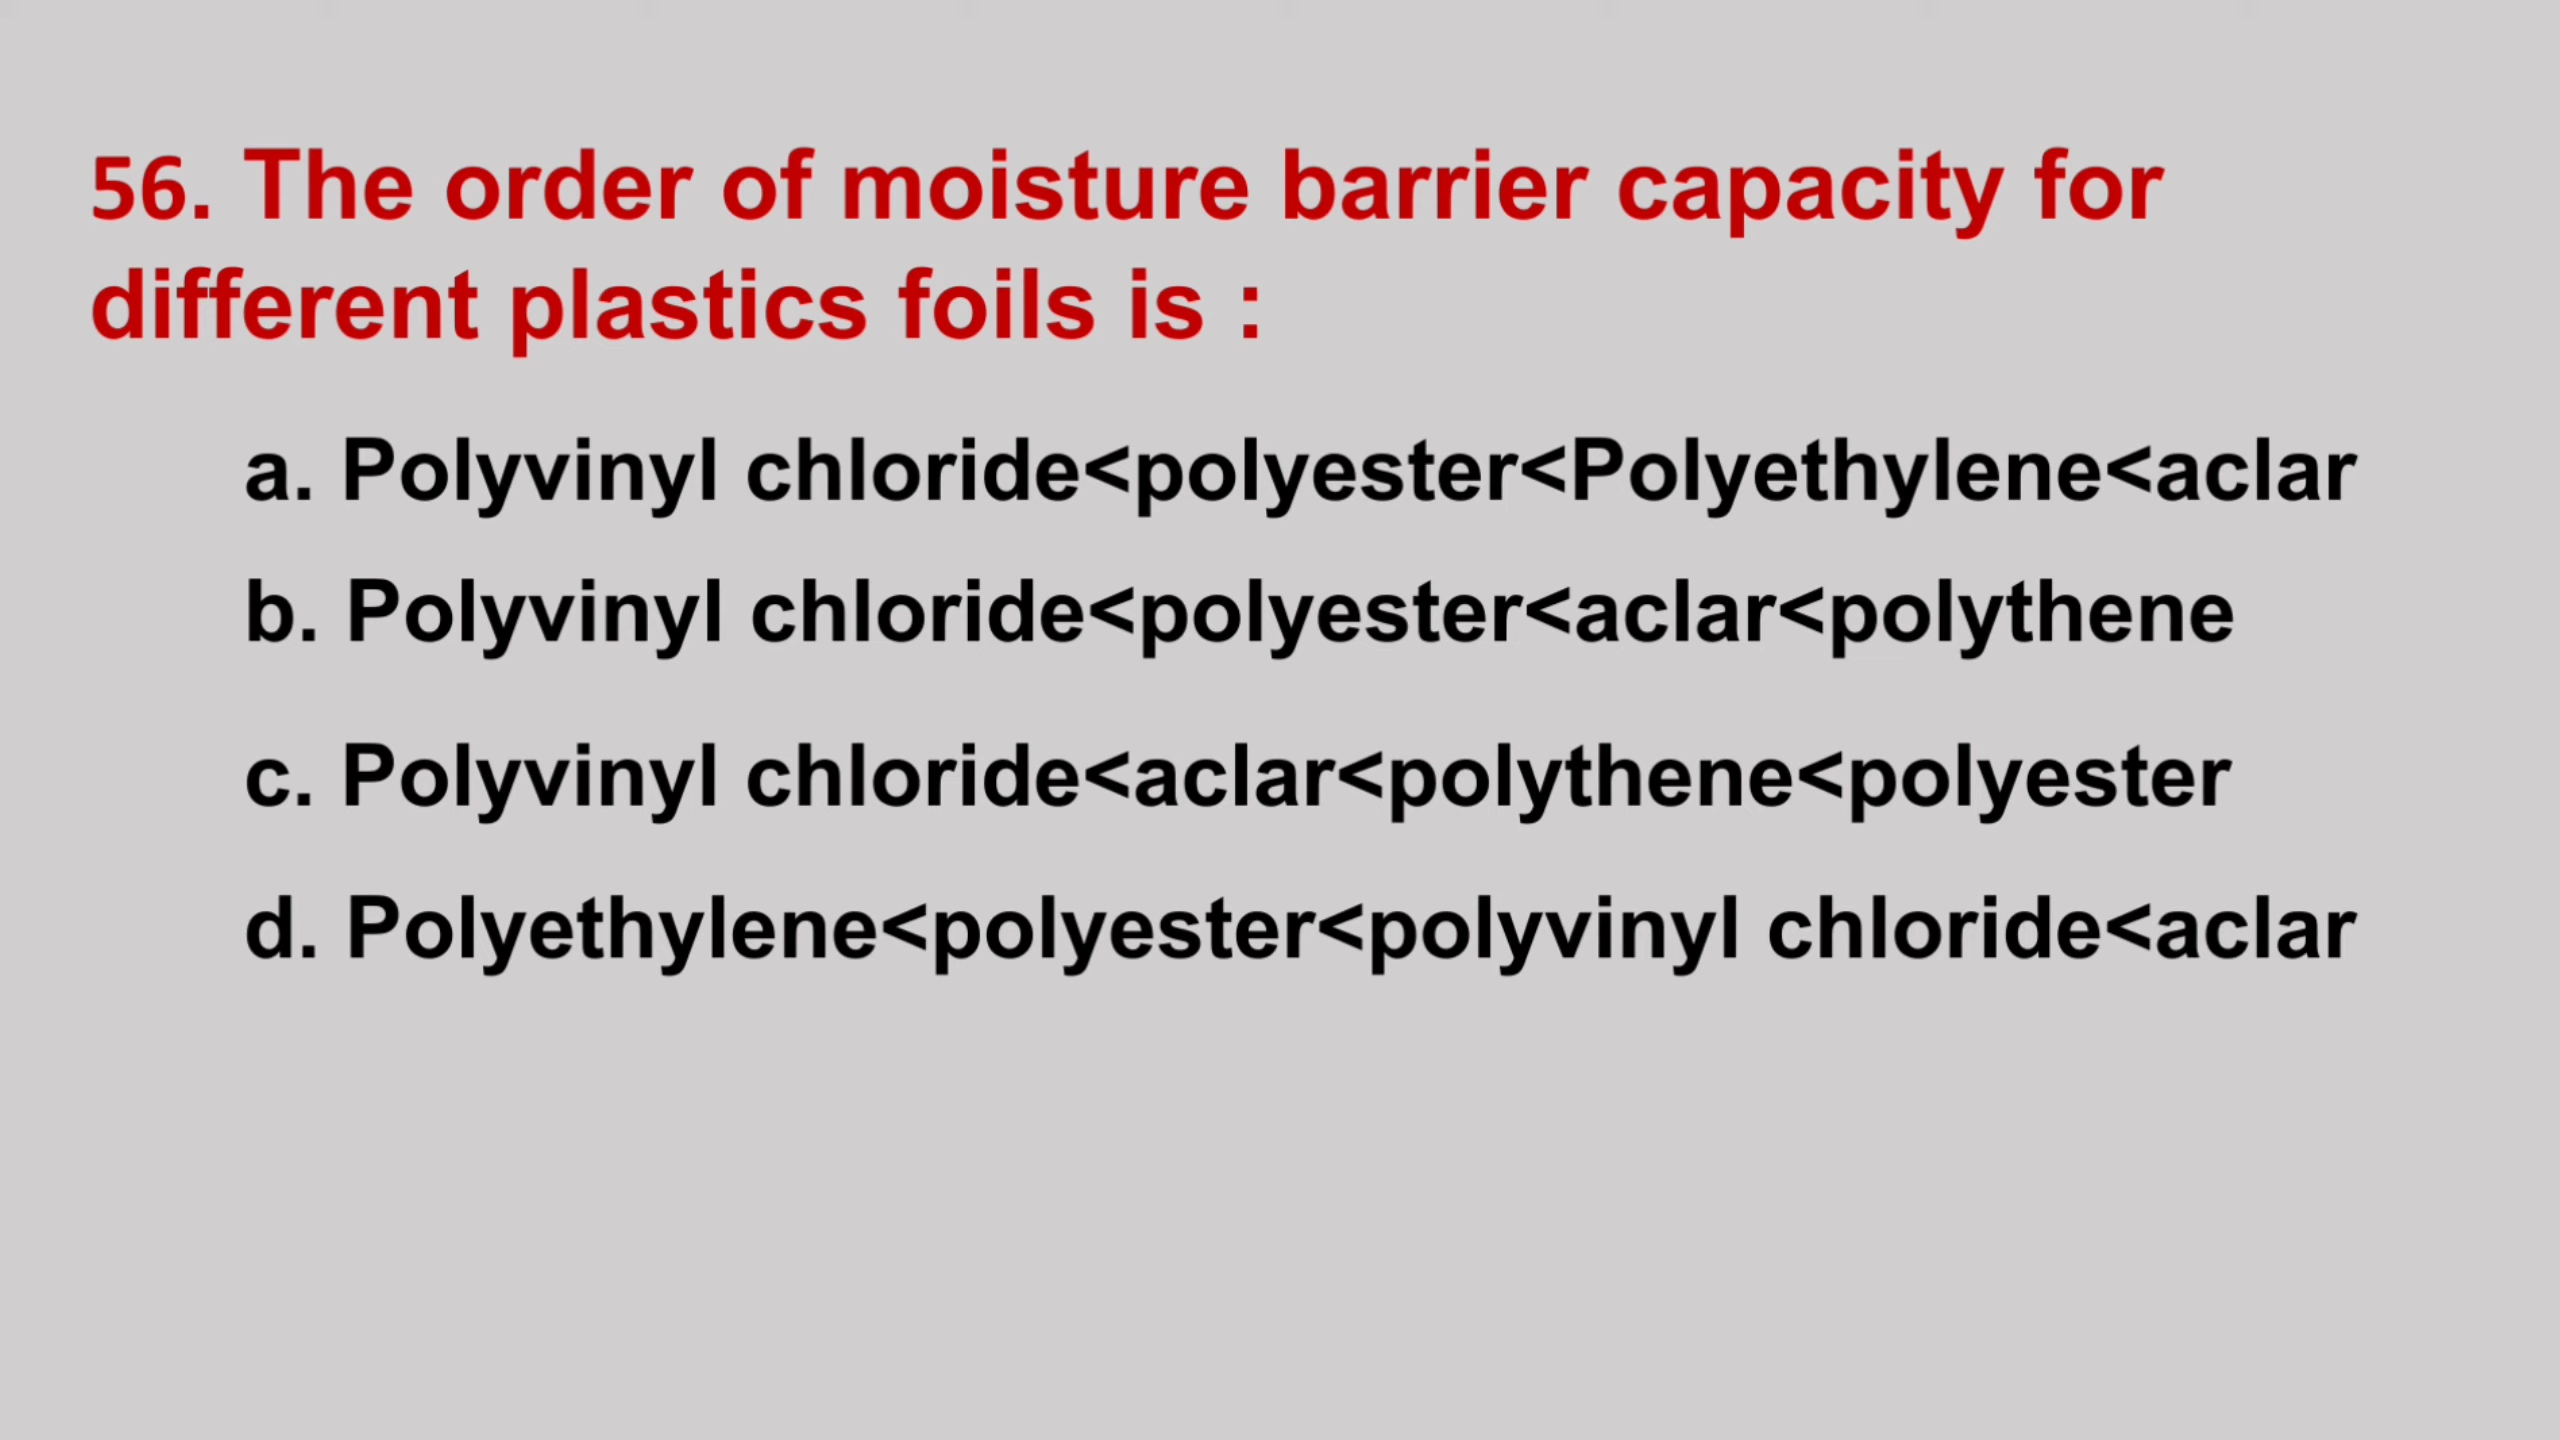 56. The order of moisture barrier capacity for
different plastics foils is :
a. Polyvinyl chloride<polyester<Polyethylene<aclar
b. Polyvinyl chloride<polyester<aclar<polythene
c. Polyvinyl chloride<aclar<polythene<polyester
d. Polyethylene<polyester<polyvinyl chloride<aclar